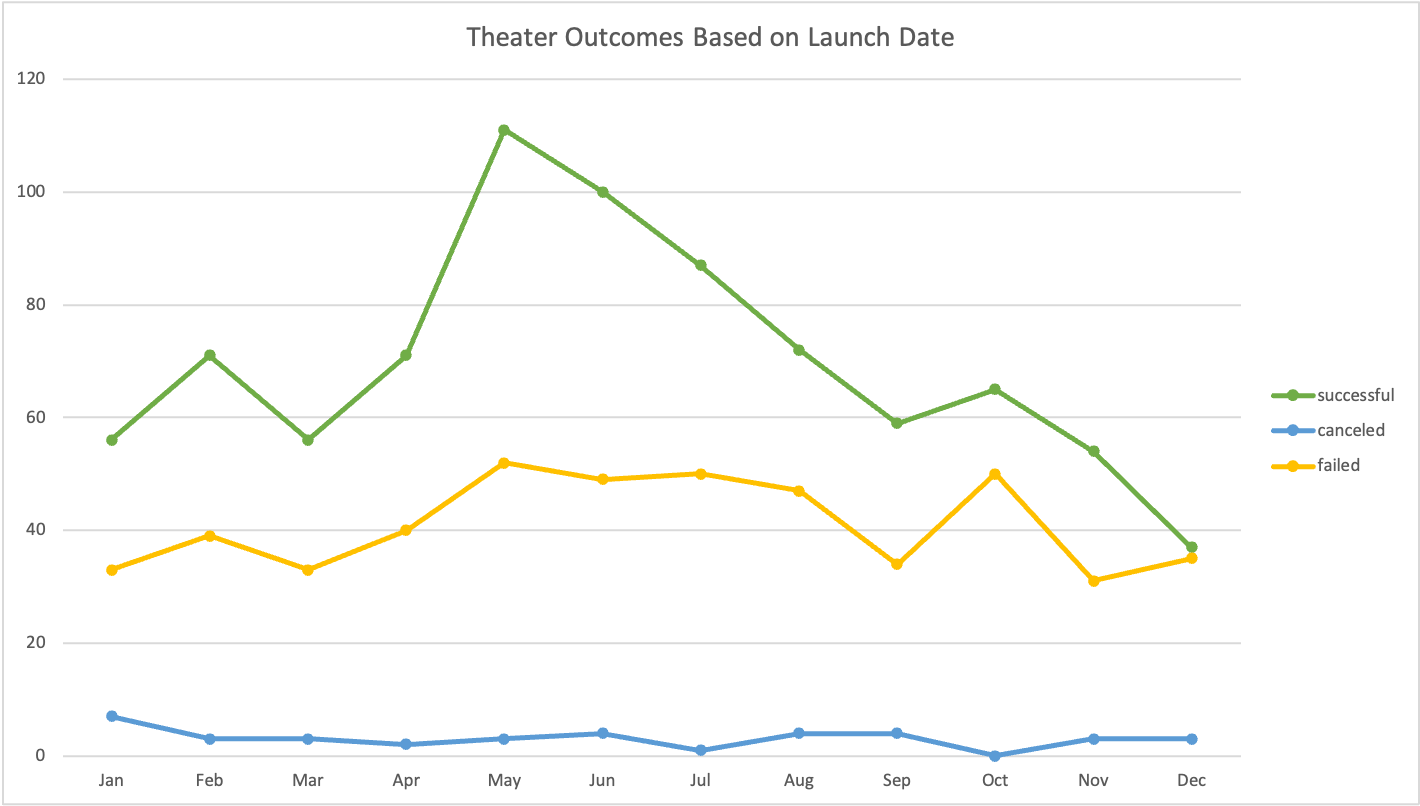 Theater Outcomes Based on Launch Date
120
100
80
60
40
20
0
Jan Feb Mar Apr May Jun Jul Aug Sep Oct Nov Dec
successful
canceled
failed